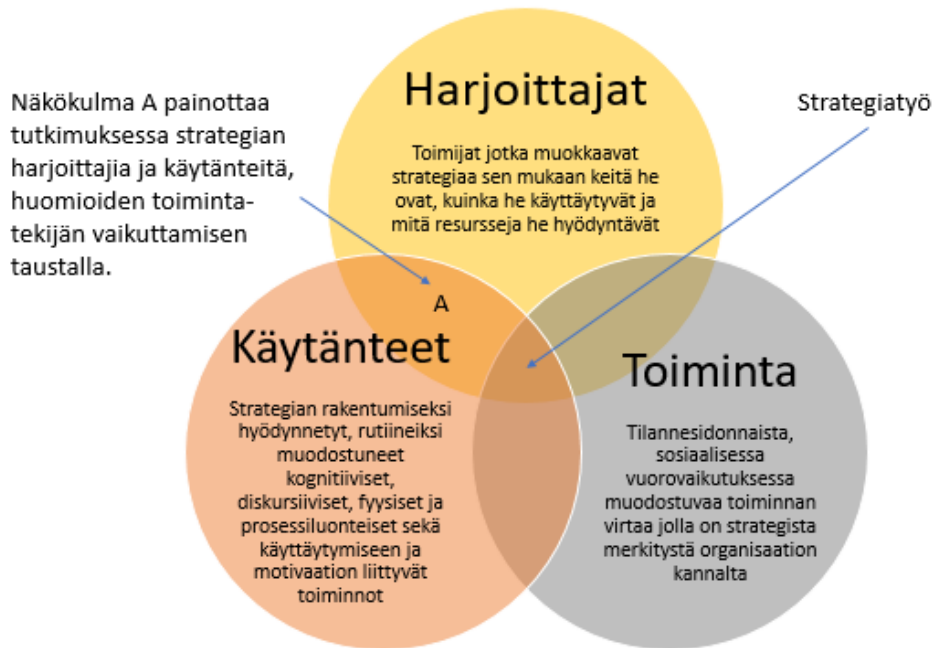 Näkökulma A painottaa
tutkimuksessa strategian
harjoittajia ja käytänteitä,
huomioiden toiminta-
tekijän vaikuttamisen
taustalla.
Harjoittajat
Toimijat jotka muokkaavat
strategiaa sen mukaan keitä he
ovat, kuinka he käyttäytyvät ja
mitä resursseja he hyödyntävät
Strategiatyö
A
Käytänteet
Strategian rakentumiseksi
hyödynnetyt, rutiineiksi
muodostuneet
kognitiiviset,
diskursiiviset, fyysiset ja
prosessiluonteiset sekä
käyttäytymiseen ja
motivaation liittyvät
toiminnot
Toiminta
Tilannesidonnaista,
sosiaalisessa
vuorovaikutuksessa
muodostuvaa toiminnan
virtaa jolla on strategista
merkitystä organisaation
kannalta